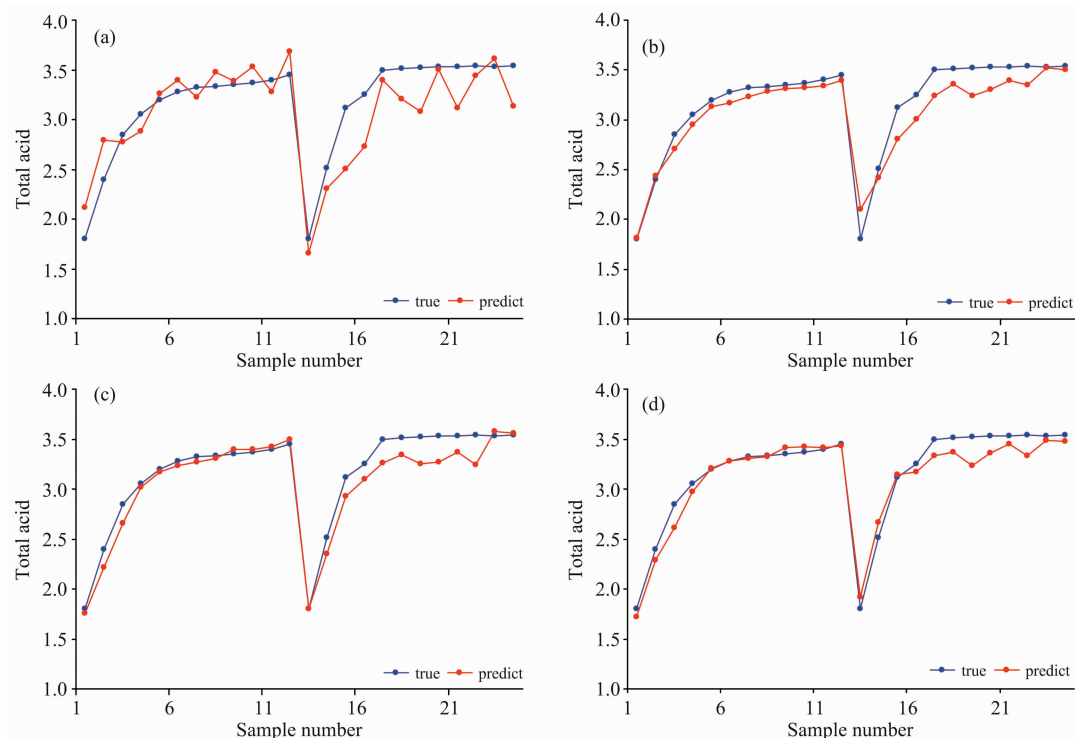 (a)
4.0
3.5
3.0
2.5
2.0
1.5
1.0
Total acid
true predict
1 6 11 16 21
Sample number
(b)
4.0
3.5
3.0
2.5
2.0
1.5
1.0
Total acid
true predict
1 6 11 16 21
Sample number
(c)
4.0
3.5
3.0
2.5
2.0
1.5
1.0
Total acid
true predict
1 6 11 16 21
Sample number
(d)
4.0
3.5
3.0
2.5
2.0
1.5
1.0
Total acid
true predict
1 6 11 16 21
Sample number